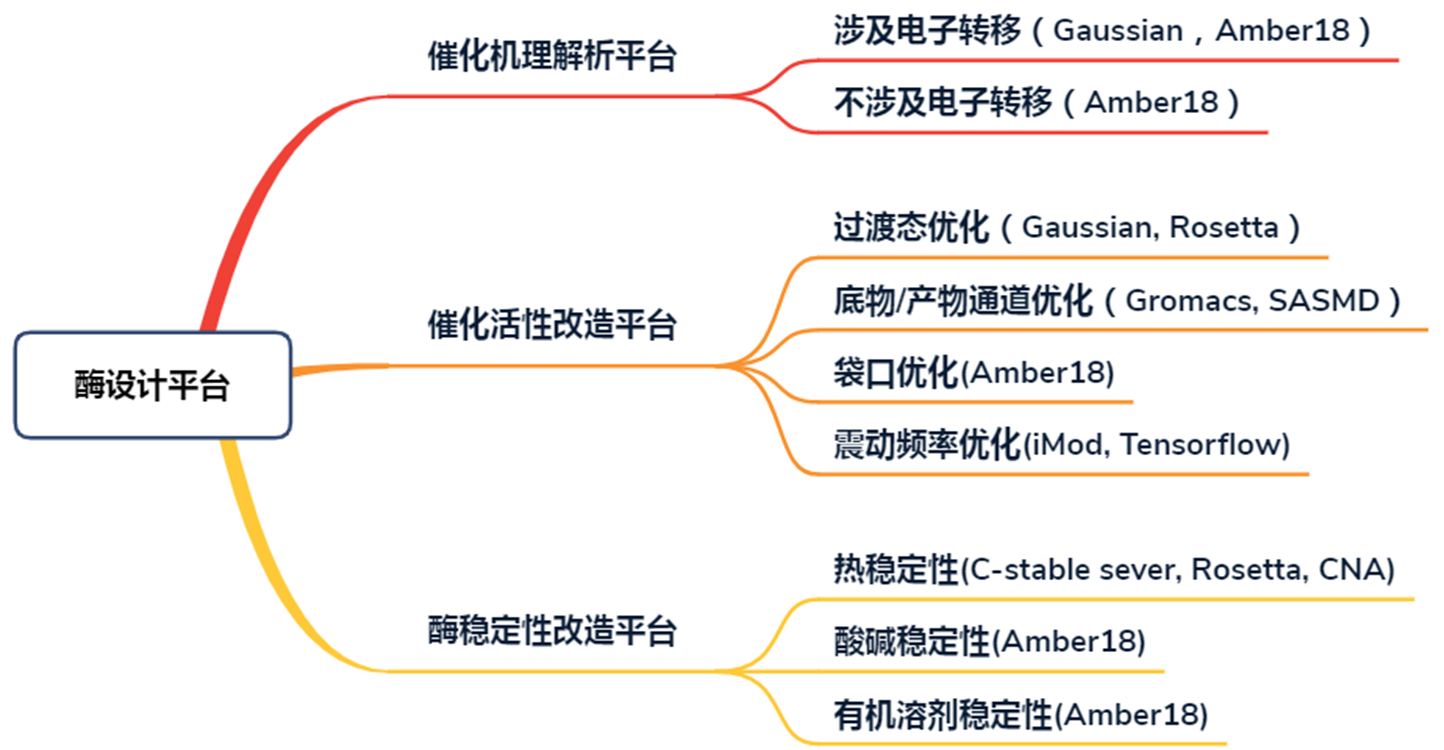 酶设计平台
催化机理解析平台
涉及电子转移（Gaussian，Amber18）
不涉及电子转移（Amber18）
催化活性改造平台
过渡态优化（Gaussian, Rosetta）
底物/产物通道优化（Gromacs, SASMD）
袋口优化(Amber18)
震动频率优化(iMod, Tensorflow)
酶稳定性改造平台
热稳定性(C-stable sever, Rosetta, CNA)
酸碱稳定性(Amber18)
有机溶剂稳定性(Amber18)